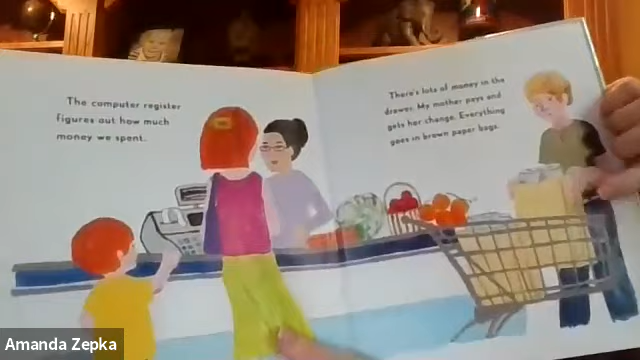 The computer register
figures out how much
money we spent.
There's lots of money in the
drawer. My mother pays and
gets her change. Everything
goes in brown paper bags.
Amanda Zepka